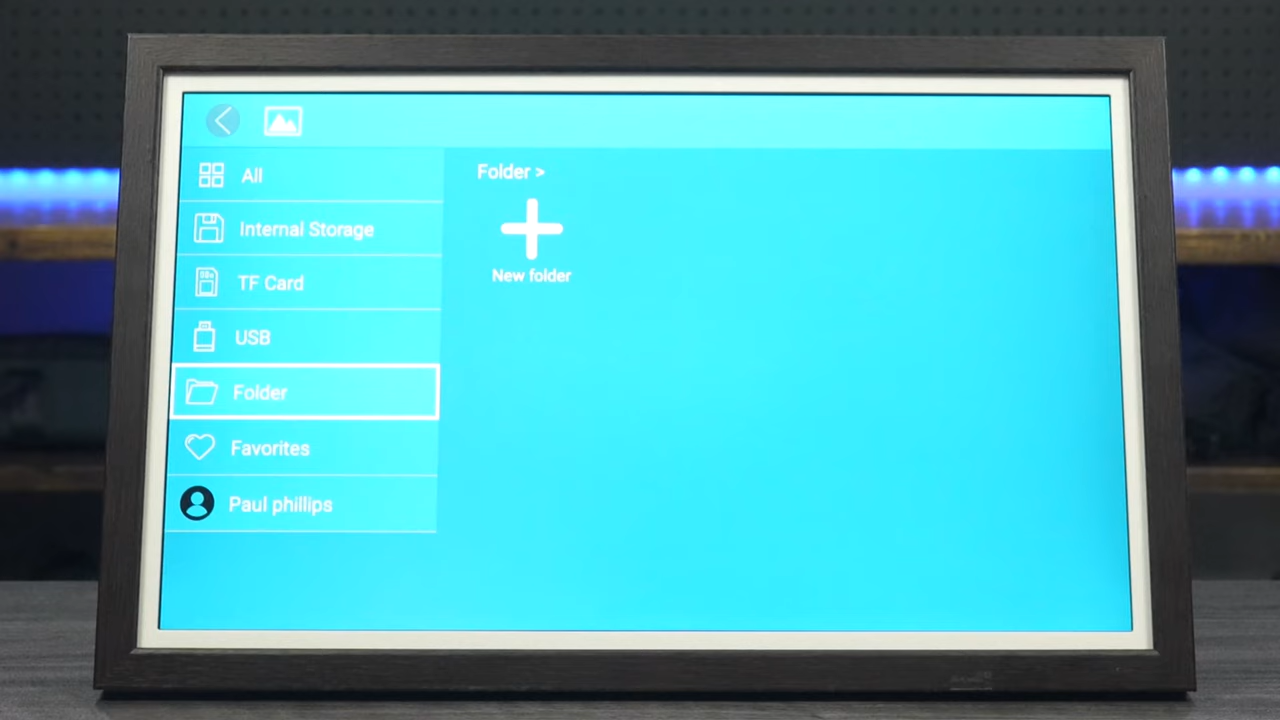 All
Internal Storage
TF Card
USB
Folder
Favorites
Paul phillips
Folder >
New folder